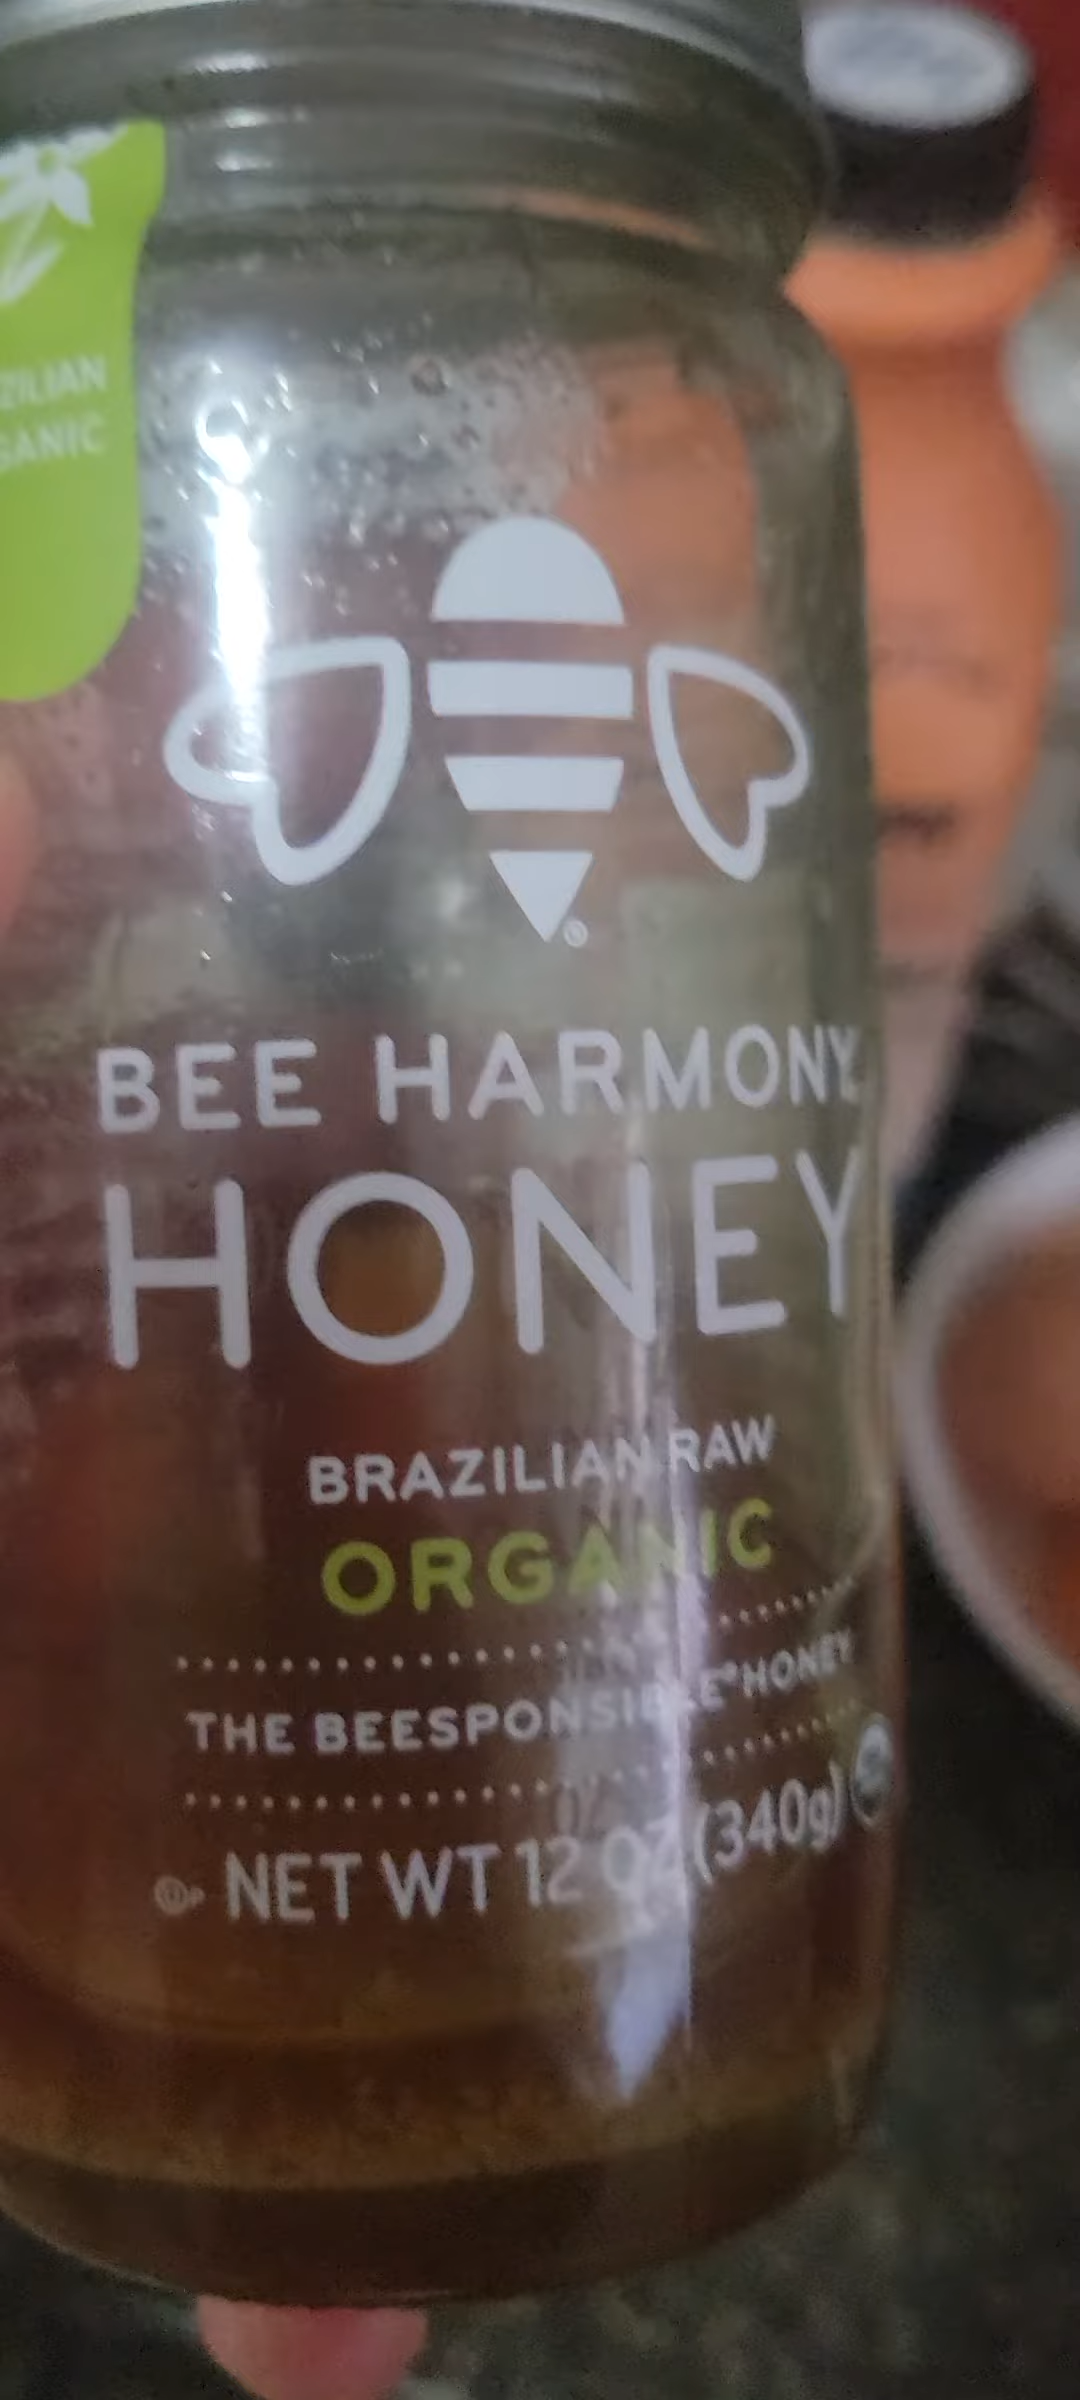 ZILIAN
GANIC
BEE HARMONY
HONEY
BRAZILIAN RAW
ORGANIC
THE BEESPONSIBLE® HONEY
NET WT 12 OZ (340g)